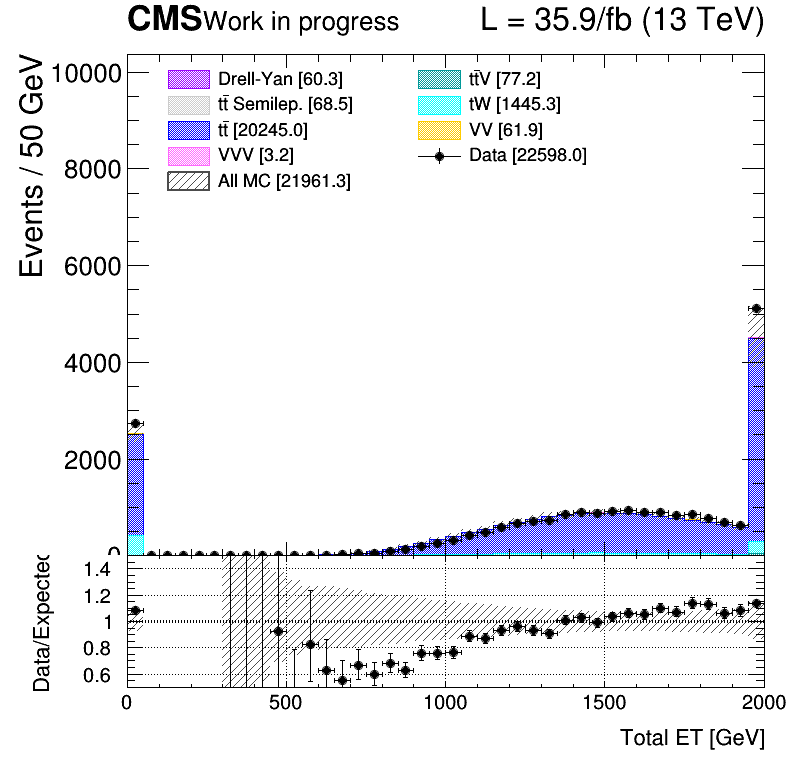 CMS Work in progress L = 35.9/fb (13 TeV)
Events / 50 GeV
10000
8000
6000
4000
2000
0
Drell-Yan [60.3]
tt̄ Semilep. [68.5]
tt̄ [20245.0]
VVV [3.2]
All MC [21961.3]
tt̄V [77.2]
tW [1445.3]
VV [61.9]
Data [22598.0]
Data/Expected
1.4
1.2
1
0.8
0.6
0 500 1000 1500 2000
Total ET [GeV]